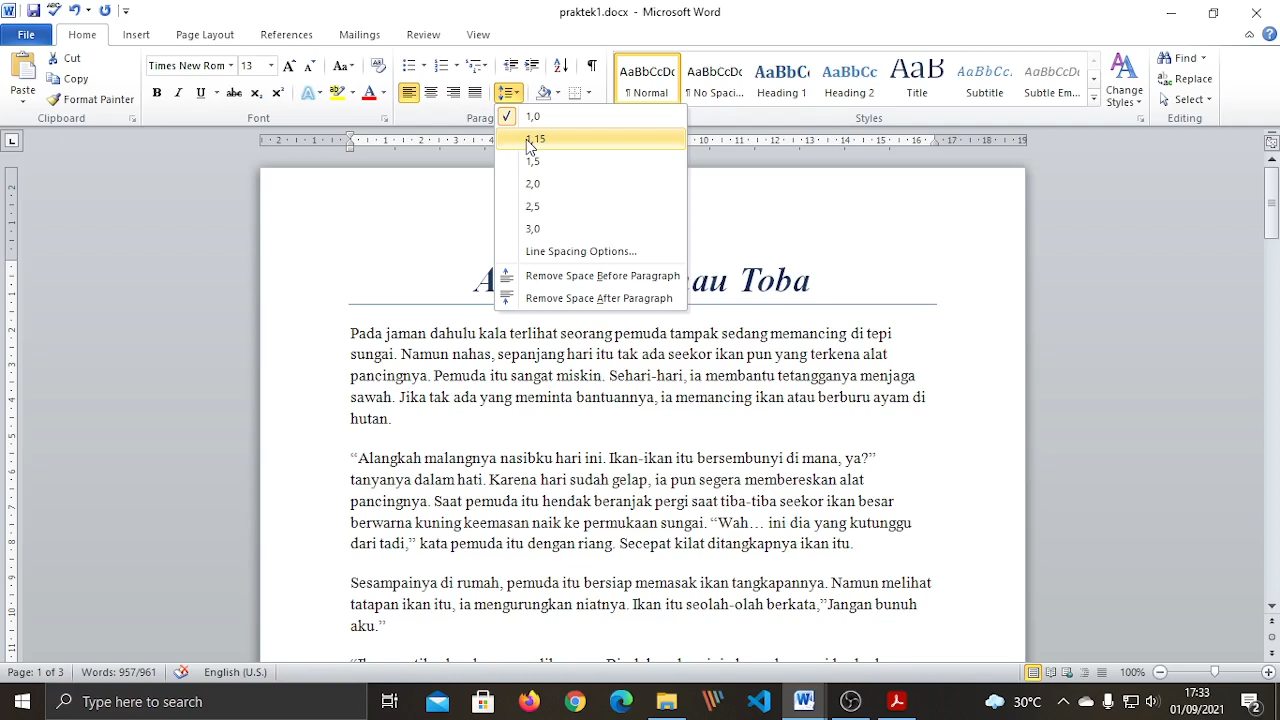 praktek1.docx - Microsoft Word
File Home Insert Page Layout References Mailings Review View
Paste
Cut
Copy
Format Painter
Clipboard
Times New Rom 13
Font
Paragr
AaBbCcDc AaBbCcDc AaBbC AaBbCc AaB AaBbCc. AaBbCcDc
¶ Normal ¶ No Spaci... Heading 1 Heading 2 Title Subtitle Subtle Em...
Change Styles
Styles
Find
Replace
Select
Editing
1,0
1,15
1,5
2,0
2,5
3,0
Line Spacing Options...
Remove Space Before Paragraph
Remove Space After Paragraph
Toba
Pada jaman dahulu kala terlihat seorang pemuda tampak sedang memancing di tepi
sungai. Namun nahas, sepanjang hari itu tak ada seekor ikan pun yang terkena alat
pancingnya. Pemuda itu sangat miskin. Sehari-hari, ia membantu tetangganya menjaga
sawah. Jika tak ada yang meminta bantuannya, ia memancing ikan atau berburu ayam di
hutan.
“Alangkah malangnya nasibku hari ini. Ikan-ikan itu bersembunyi di mana, ya?”
tanyanya dalam hati. Karena hari sudah gelap, ia pun segera membereskan alat
pancingnya. Saat pemuda itu hendak beranjak pergi saat tiba-tiba seekor ikan besar
berwarna kuning keemasan naik ke permukaan sungai. “Wah… ini dia yang kutunggu
dari tadi,” kata pemuda itu dengan riang. Secepat kilat ditangkapnya ikan itu.
Sesampainya di rumah, pemuda itu bersiap memasak ikan tangkapannya. Namun melihat
tatapan ikan itu, ia mengurungkan niatnya. Ikan itu seolah-olah berkata,”Jangan bunuh
aku.”
Page: 1 of 3 Words: 957/961 English (U.S.) 100%
Type here to search
30°C
17:33
01/09/2021
2